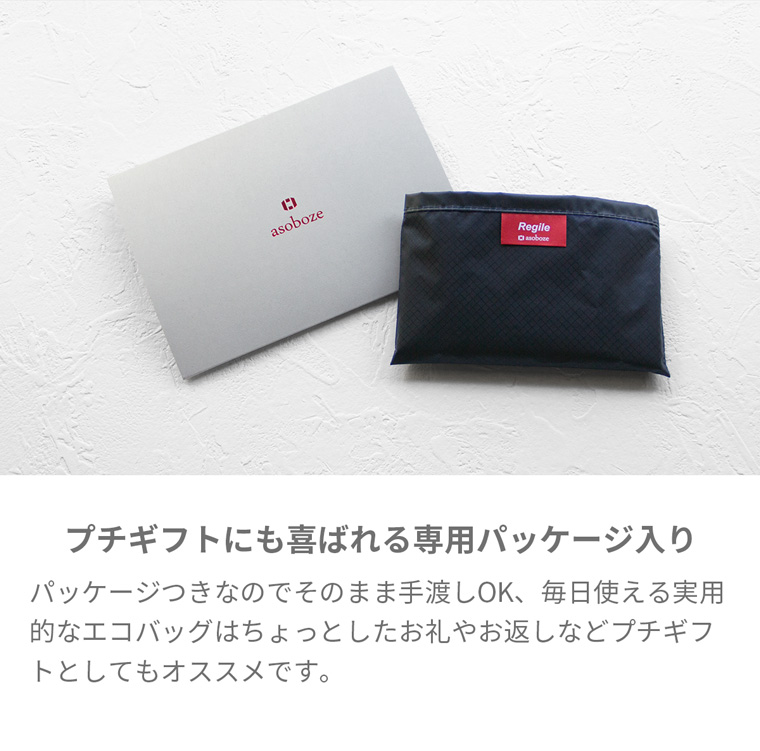 asoboze
Regile
asoboze
プチギフトにも喜ばれる専用パッケージ入り
パッケージつきなのでそのまま手渡しOK、毎日使える実用
的なエコバッグはちょっとしたお礼やお返しなどプチギフ
トとしてもオススメです。